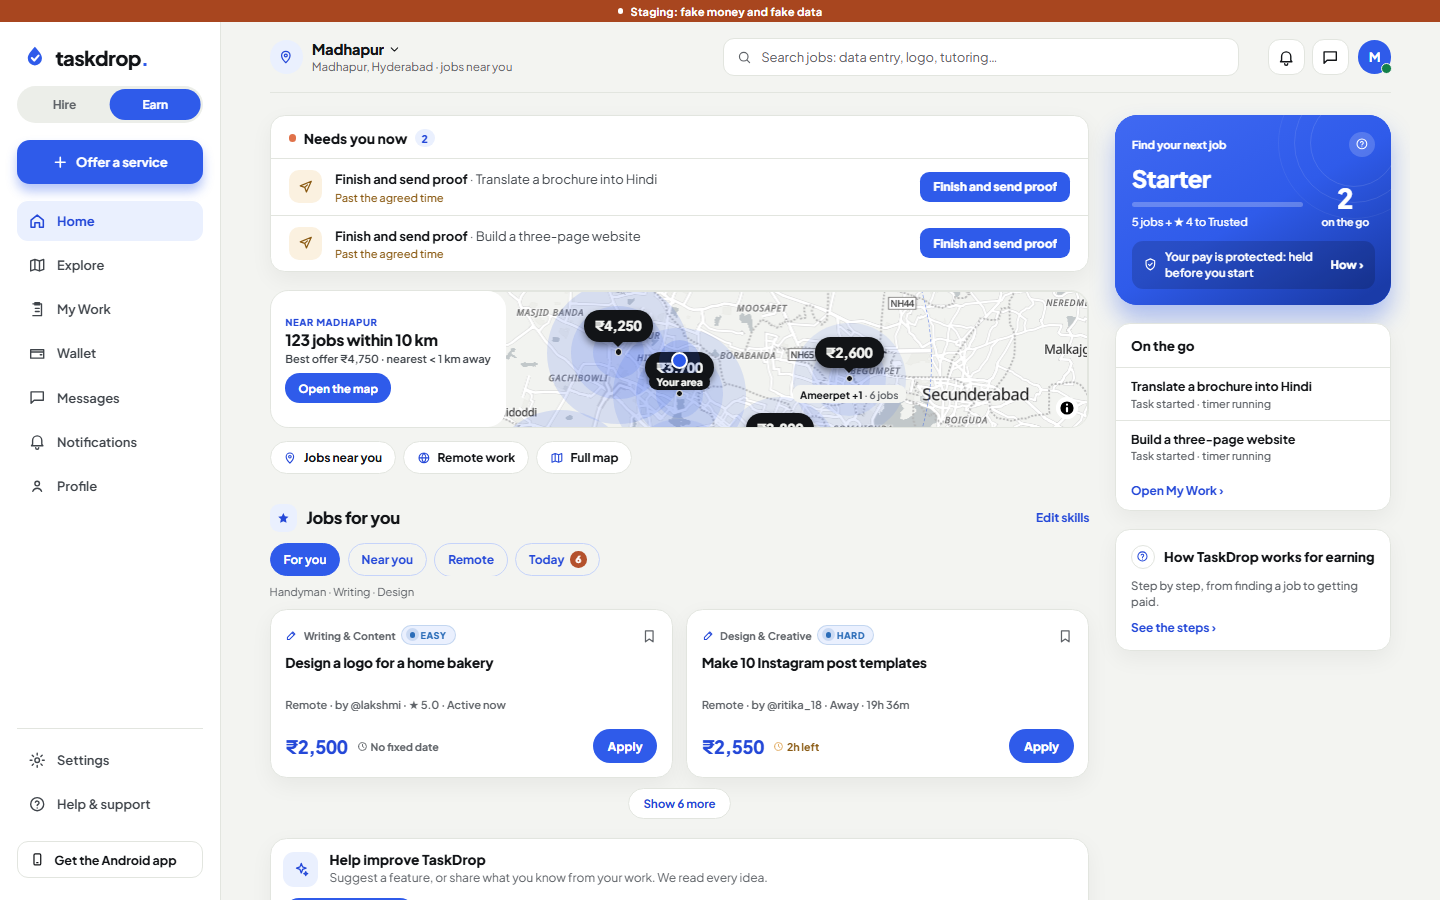 Staging: fake money and fake data
taskdrop.
Hire
Earn
Offer a service
Home
Explore
My Work
Wallet
Messages
Notifications
Profile
Settings
Help & support
Get the Android app
Madhapur
Madhapur, Hyderabad · jobs near you
Search jobs: data entry, logo, tutoring...
M
Needs you now 2
Finish and send proof · Translate a brochure into Hindi
Past the agreed time
Finish and send proof
Finish and send proof · Build a three-page website
Past the agreed time
Finish and send proof
NEAR MADHAPUR
123 jobs within 10 km
Best offer ₹4,750 · nearest < 1 km away
Open the map
MASJID BANDA
MOOSAPET
NH44
₹4,250
₹3,700
Your area
BORABANDA
NH65
₹2,600
BEGUMPET
GACHIBOWLI
Ameerpet +1 · 6 jobs
Secunderabad
BOIGUDA
Jobs near you
Remote work
Full map
Jobs for you
Edit skills
For you
Near you
Remote
Today 6
Handyman · Writing · Design
Writing & Content EASY
Design a logo for a home bakery
Remote · by @lakshmi · ★ 5.0 · Active now
₹2,500 No fixed date
Apply
Design & Creative HARD
Make 10 Instagram post templates
Remote · by @ritika_18 · Away · 19h 36m
₹2,550 2h left
Apply
Show 6 more
Help improve TaskDrop
Suggest a feature, or share what you know from your work. We read every idea.
Find your next job
Starter
5 jobs + ★ 4 to Trusted
2
on the go
Your pay is protected: held
before you start
How ›
On the go
Translate a brochure into Hindi
Task started · timer running
Build a three-page website
Task started · timer running
Open My Work ›
How TaskDrop works for earning
Step by step, from finding a job to getting
paid.
See the steps ›